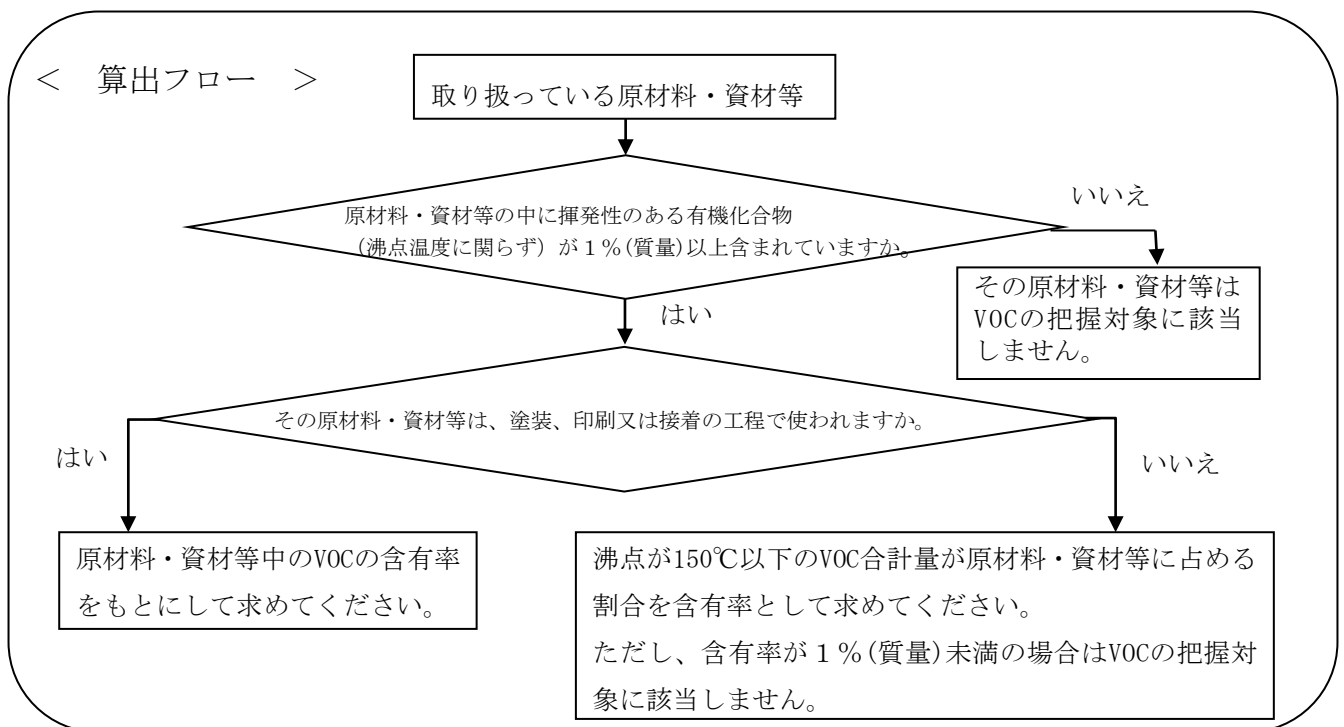 ＜　算出フロー　＞
取り扱っている原材料・資材等
原材料・資材等の中に揮発性のある有機化合物
（沸点温度に関らず）が１％(質量)以上含まれていますか。
いいえ
その原材料・資材等は
VOCの把握対象に該当
しません。
はい
その原材料・資材等は、塗装、印刷又は接着の工程で使われますか。
はい
いいえ
原材料・資材等中のVOCの含有率
をもとにして求めてください。
沸点が150℃以下のVOC合計量が原材料・資材等に占める
割合を含有率として求めてください。
ただし、含有率が１％(質量)未満の場合はVOCの把握対
象に該当しません。